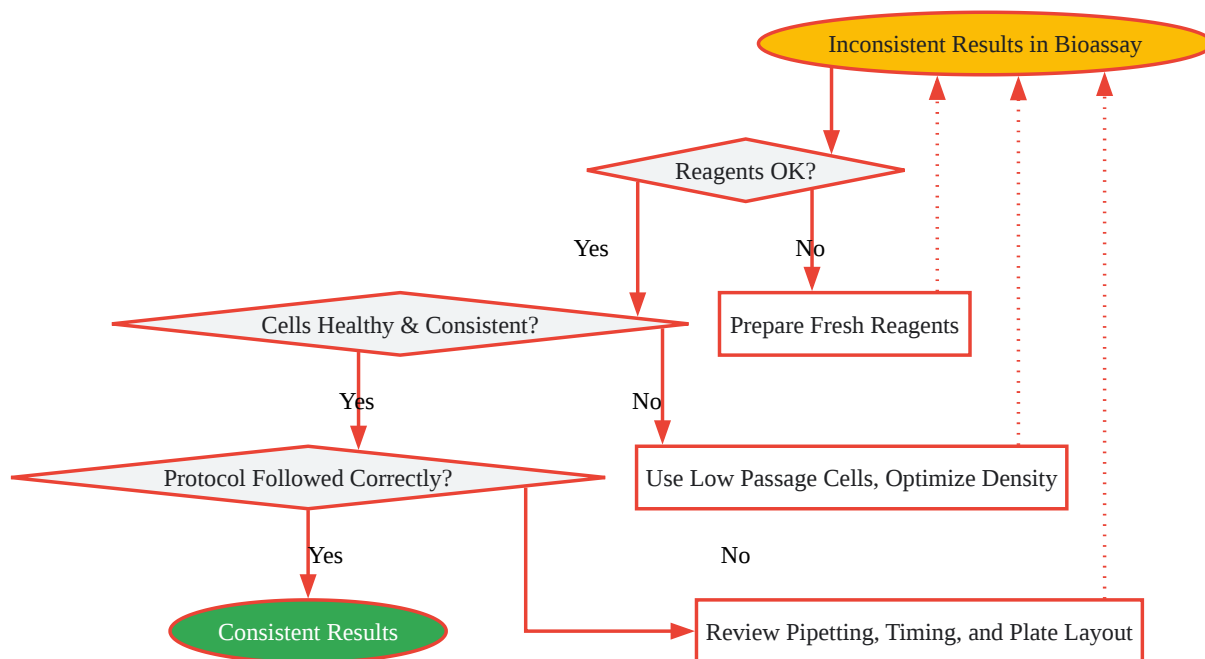 Inconsistent Results in Bioassay
Reagents OK?
Yes
No
Cells Healthy & Consistent?
Prepare Fresh Reagents
Yes
No
Protocol Followed Correctly?
Use Low Passage Cells, Optimize Density
Yes
No
Consistent Results
Review Pipetting, Timing, and Plate Layout